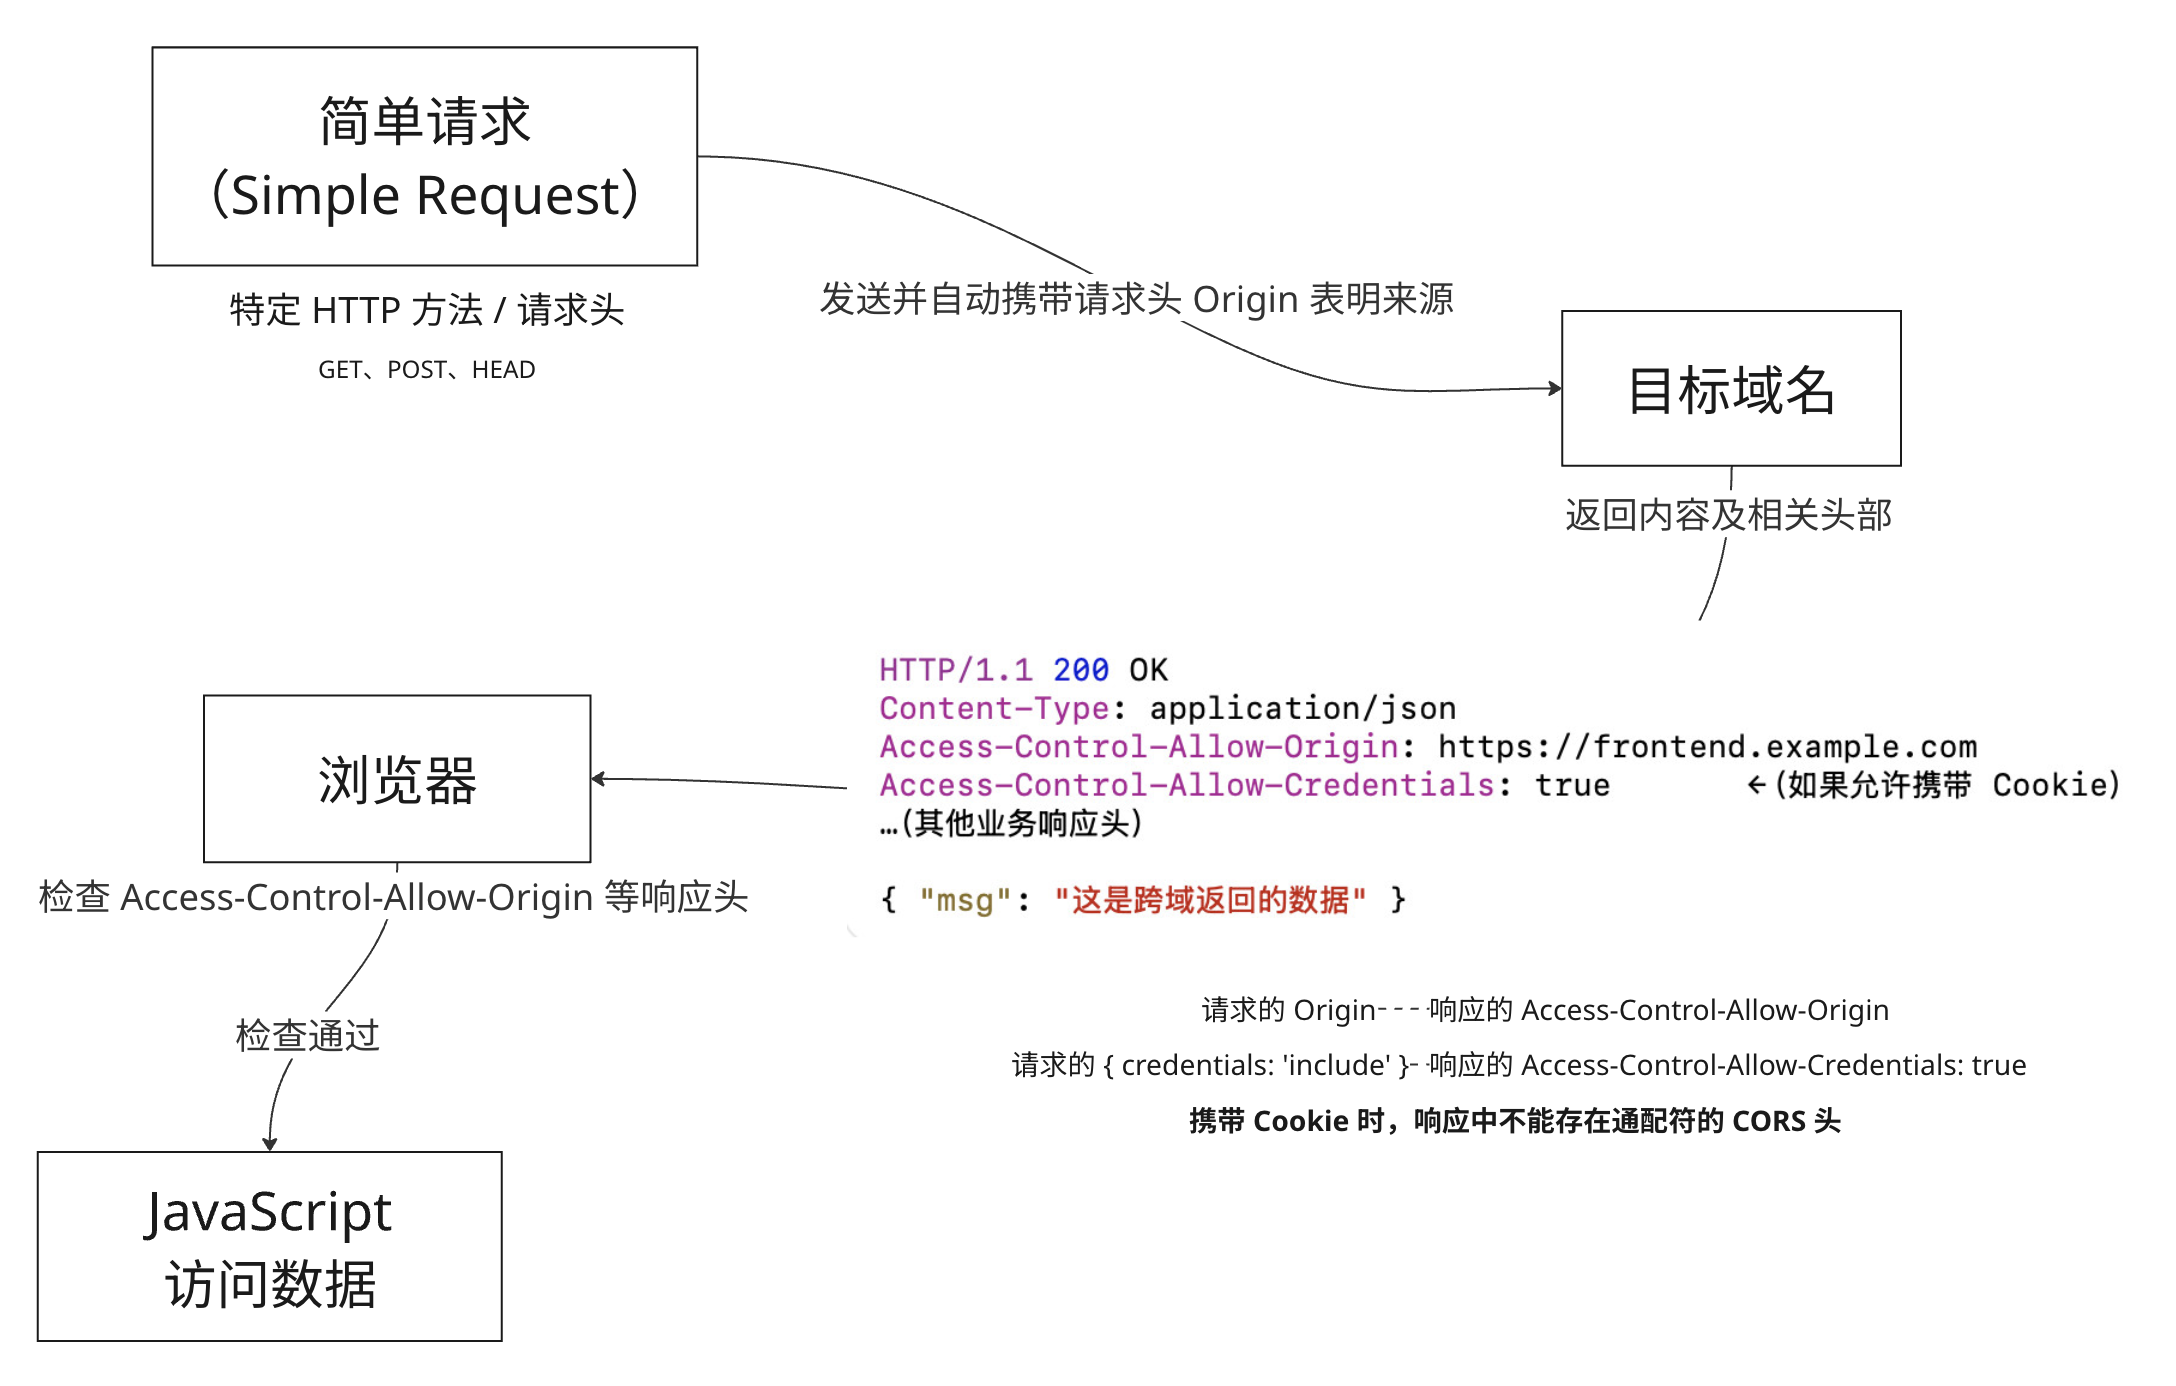 简单请求
（Simple Request）
特定 HTTP 方法 / 请求头
GET、POST、HEAD
发送并自动携带请求头 Origin 表明来源
目标域名
返回内容及相关头部
HTTP/1.1 200 OK
Content-Type: application/json
Access-Control-Allow-Origin: https://frontend.example.com
Access-Control-Allow-Credentials: true ←(如果允许携带 Cookie)
…(其他业务响应头)
{ "msg": "这是跨域返回的数据" }
浏览器
检查 Access-Control-Allow-Origin 等响应头
检查通过
JavaScript
访问数据
请求的 Origin----响应的 Access-Control-Allow-Origin
请求的 { credentials: 'include' }--响应的 Access-Control-Allow-Credentials: true
携带 Cookie 时，响应中不能存在通配符的 CORS 头